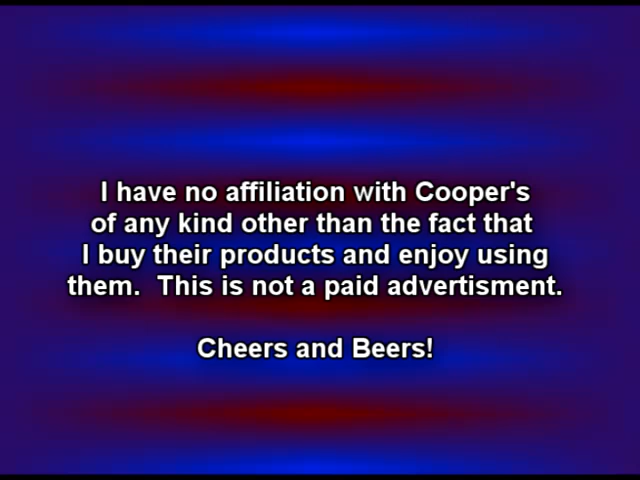 I have no affiliation with Cooper's
of any kind other than the fact that
I buy their products and enjoy using
them.  This is not a paid advertisment.
Cheers and Beers!